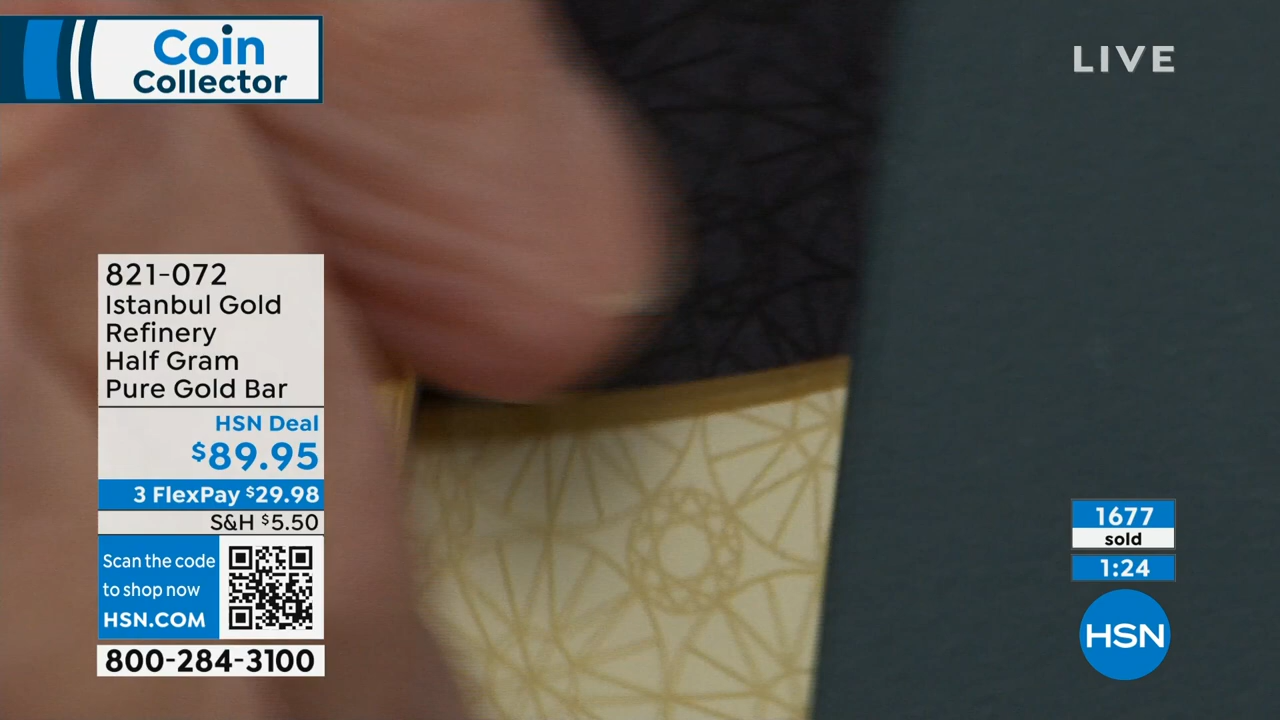 Coin
Collector
LIVE
821-072
Istanbul Gold
Refinery
Half Gram
Pure Gold Bar
HSN Deal
$89.95
3 FlexPay $29.98
S&H $5.50
Scan the code
to shop now
HSN.COM
800-284-3100
1677
sold
1:24
HSN